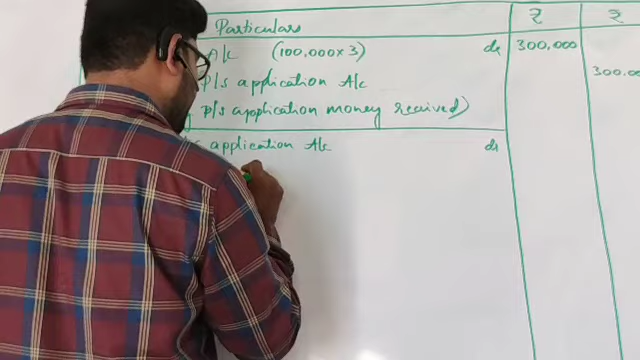 Particulars ₹ ₹
A/c (100,000×3) dr 300,000
P/s application A/c 300,00
P/s application money received)
application A/c dr